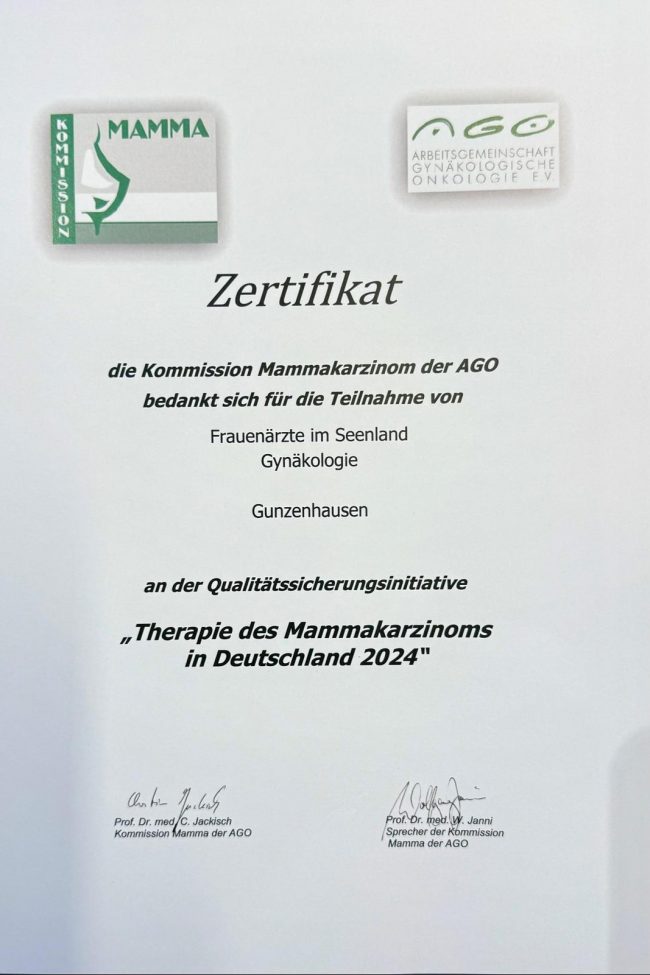 KOMMISSION
MAMMA
AGO
ARBEITSGEMEINSCHAFT
GYNÄKOLOGISCHE
ONKOLOGIE E.V.
Zertifikat
die Kommission Mammakarzinom der AGO
bedankt sich für die Teilnahme von
Frauenärzte im Seenland
Gynäkologie
Gunzenhausen
an der Qualitätssicherungsinitiative
„Therapie des Mammakarzinoms
in Deutschland 2024“
Prof. Dr. med. C. Jackisch
Kommission Mamma der AGO
Prof. Dr. med. W. Janni
Sprecher der Kommission
Mamma der AGO